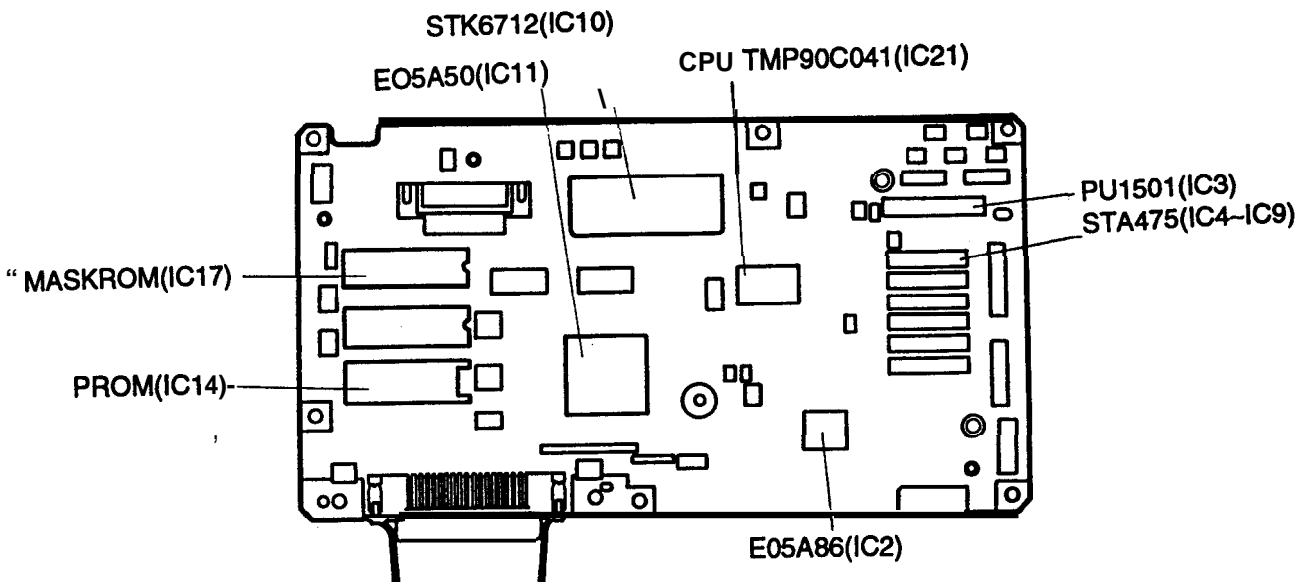 STK6712(IC10)
EO5A50(IC11)
CPU TMP90C041(IC21)
PU1501(IC3)
STA475(IC4~IC9)
“ MASKROM(IC17)
PROM(IC14)
E05A86(IC2)